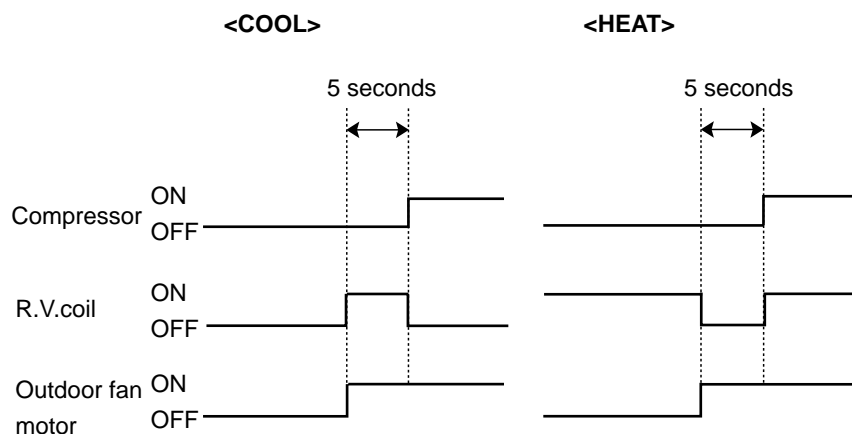 <COOL>
<HEAT>
5 seconds
5 seconds
Compressor
ON
OFF
R.V.coil
ON
OFF
Outdoor fan
motor
ON
OFF